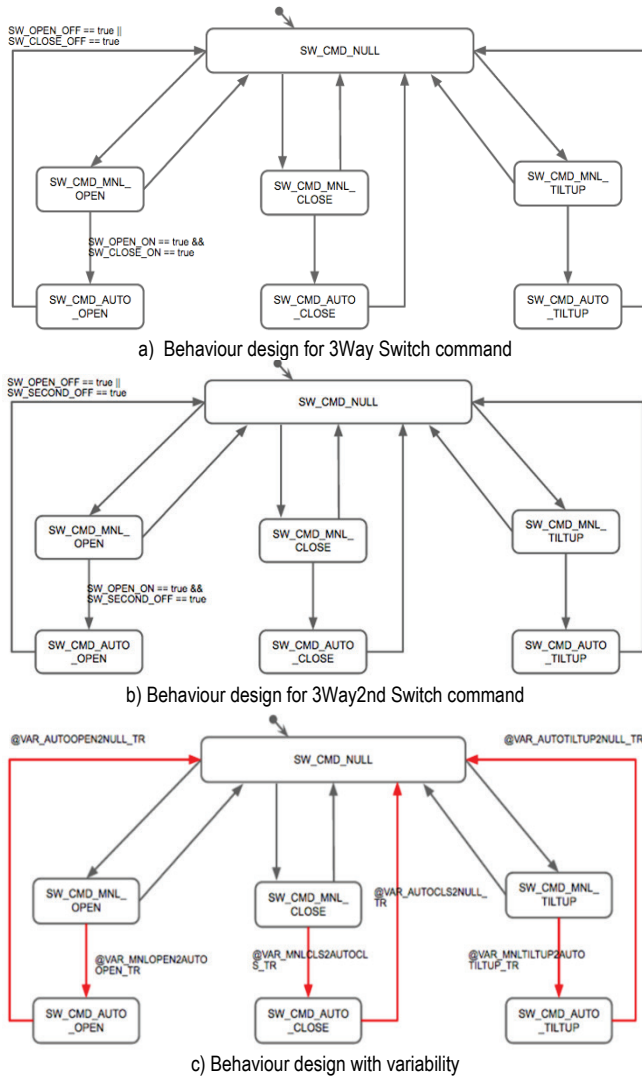 SW_OPEN_OFF == true ||
SW_CLOSE_OFF == true
SW_CMD_NULL
SW_CMD_MNL_
OPEN
SW_CMD_MNL_
CLOSE
SW_CMD_MNL_
TILTUP
SW_OPEN_ON == true &&
SW_CLOSE_ON == true
SW_CMD_AUTO
_OPEN
SW_CMD_AUTO
_CLOSE
SW_CMD_AUTO
_TILTUP
a) Behaviour design for 3Way Switch command
SW_OPEN_OFF == true ||
SW_SECOND_OFF == true
SW_CMD_NULL
SW_CMD_MNL_
OPEN
SW_CMD_MNL_
CLOSE
SW_CMD_MNL_
TILTUP
SW_OPEN_ON == true &&
SW_SECOND_OFF == true
SW_CMD_AUTO
_OPEN
SW_CMD_AUTO
_CLOSE
SW_CMD_AUTO
_TILTUP
b) Behaviour design for 3Way2nd Switch command
@VAR_AUTOOPEN2NULL_TR
@VAR_AUTOTILTUP2NULL_TR
SW_CMD_NULL
SW_CMD_MNL_
OPEN
SW_CMD_MNL_
CLOSE
@VAR_AUTOCLS2NULL_
TR
SW_CMD_MNL_
TILTUP
@VAR_MNLOPEN2AUTO
OPEN_TR
@VAR_MNLCLS2AUTOCL
S_TR
@VAR_MNLTILTUP2AUTO
TILTUP_TR
SW_CMD_AUTO
_OPEN
SW_CMD_AUTO
_CLOSE
SW_CMD_AUTO
_TILTUP
c) Behaviour design with variability